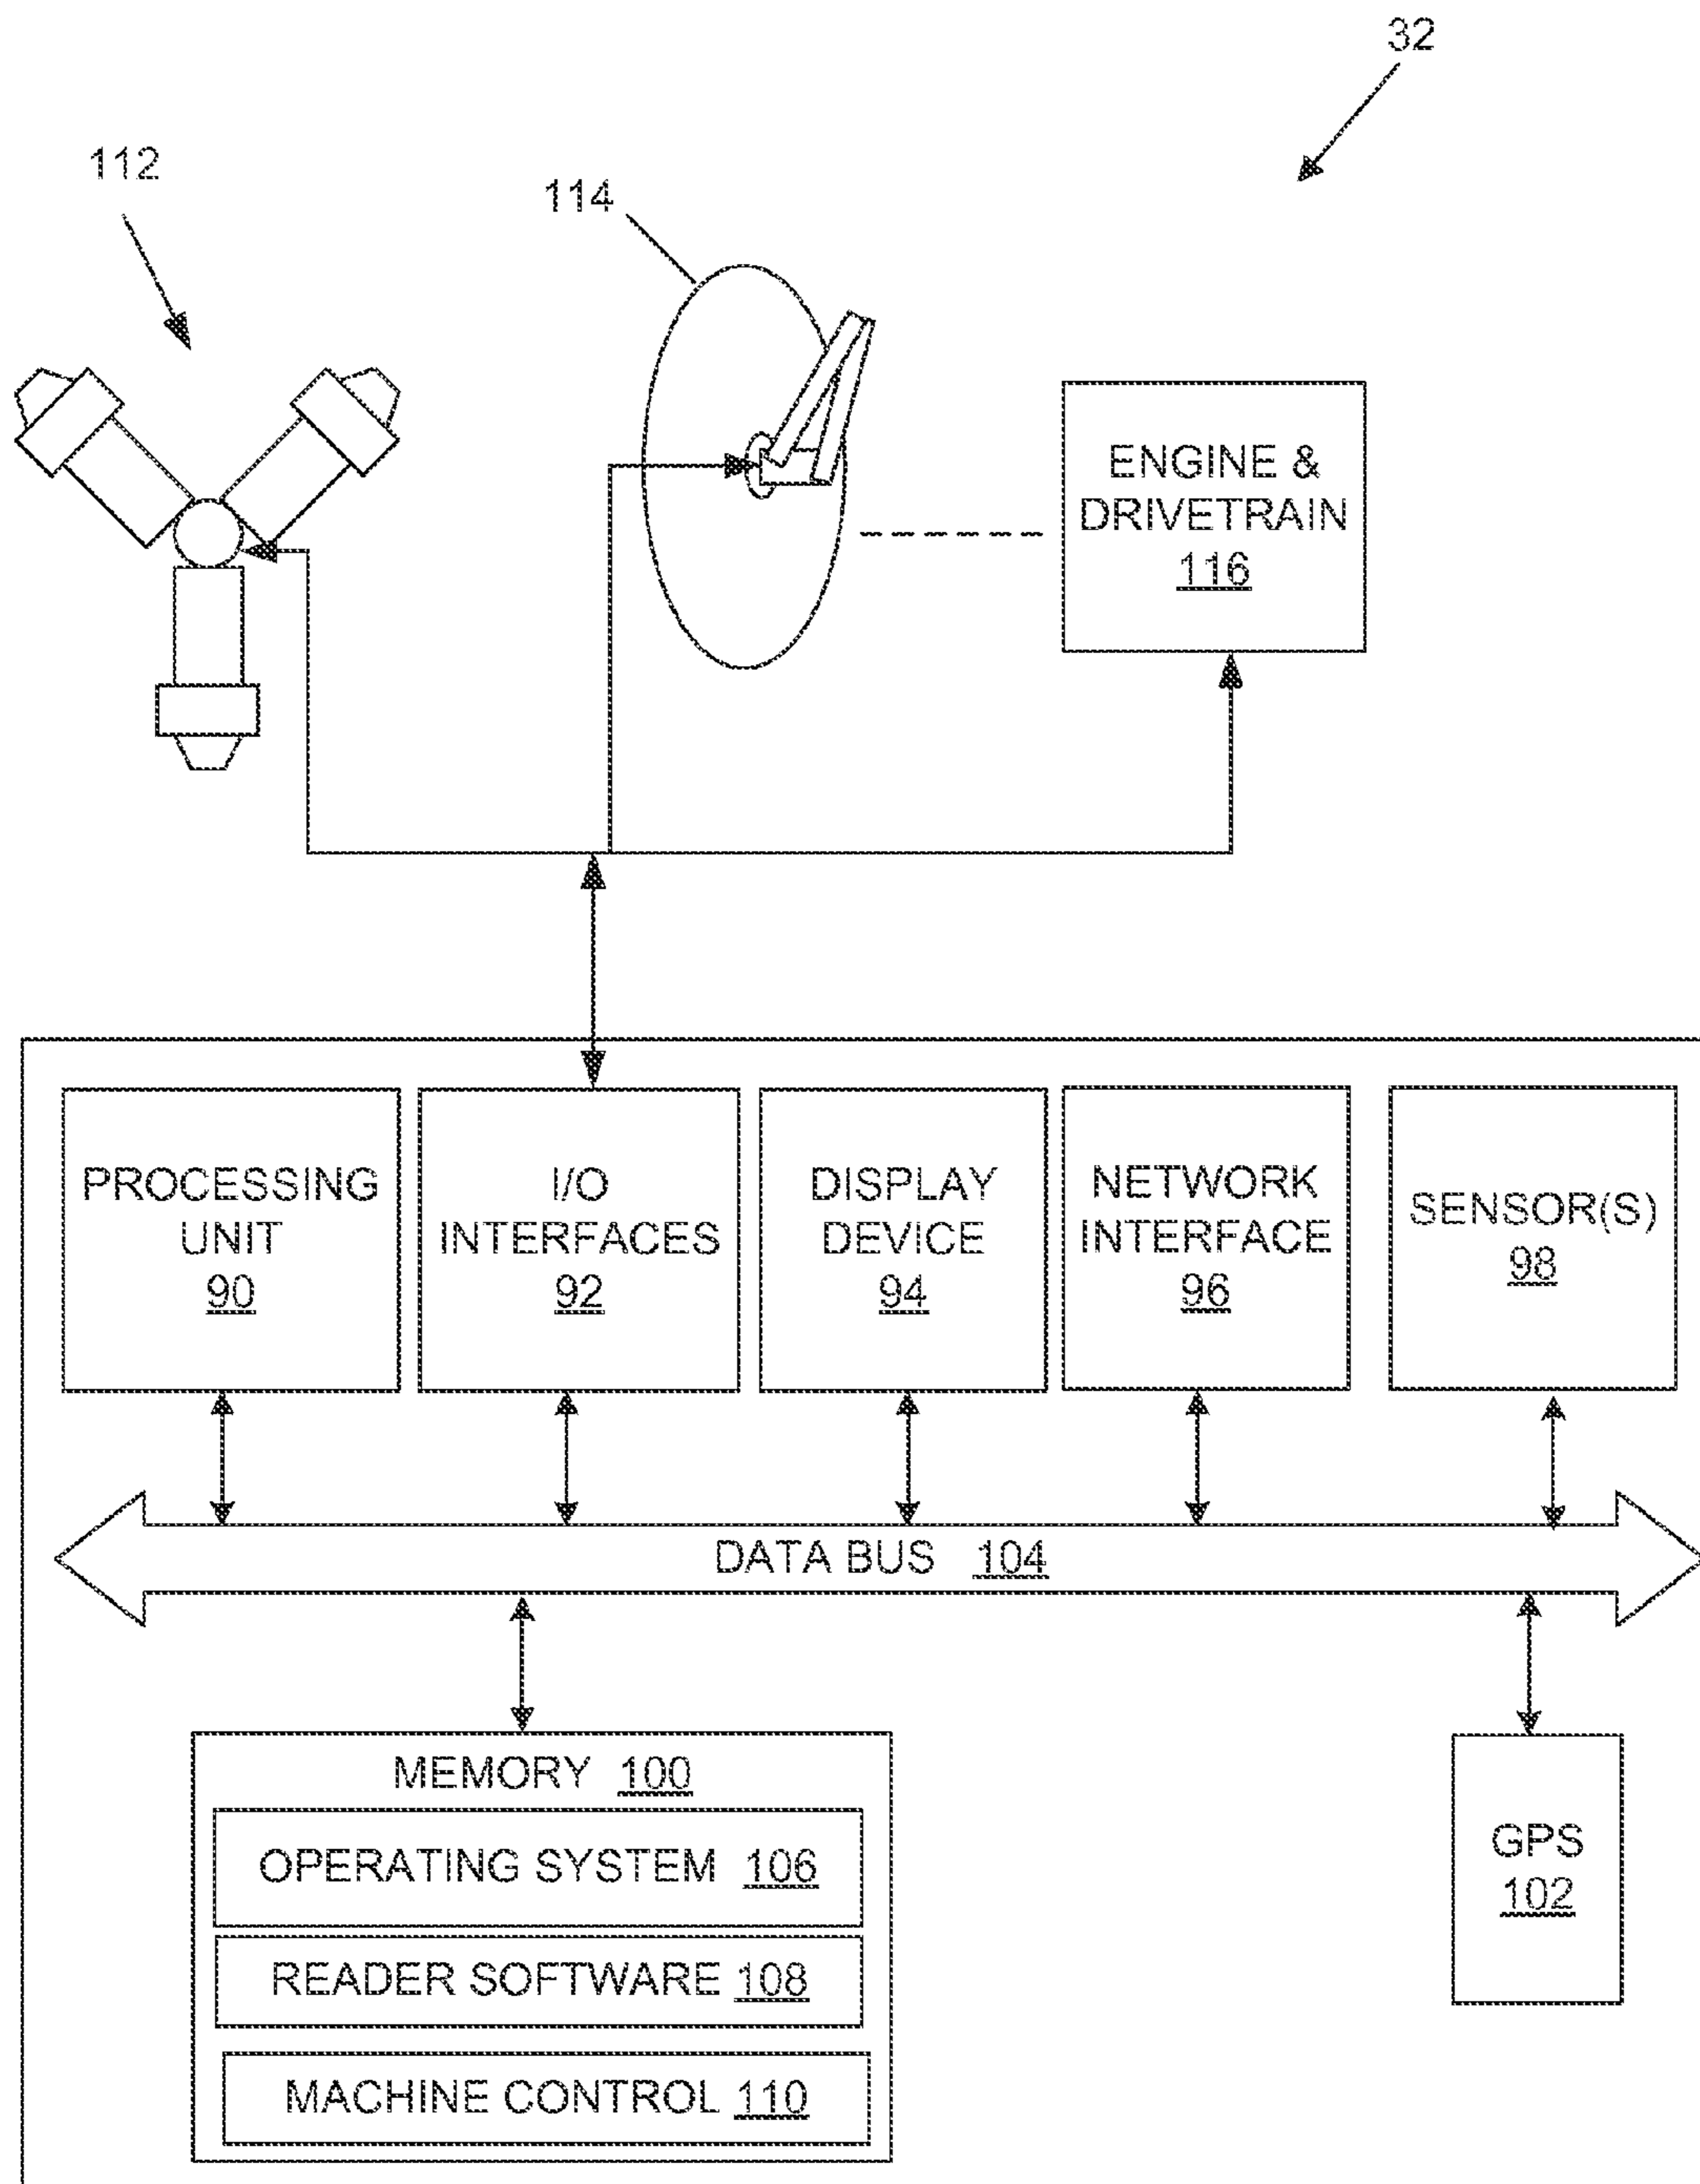 32
112
114
ENGINE &
DRIVETRAIN
116
PROCESSING
UNIT
90
I/O
INTERFACES
92
DISPLAY
DEVICE
94
NETWORK
INTERFACE
96
SENSOR(S)
98
DATA BUS 104
MEMORY 100
OPERATING SYSTEM 106
READER SOFTWARE 108
MACHINE CONTROL 110
GPS
102